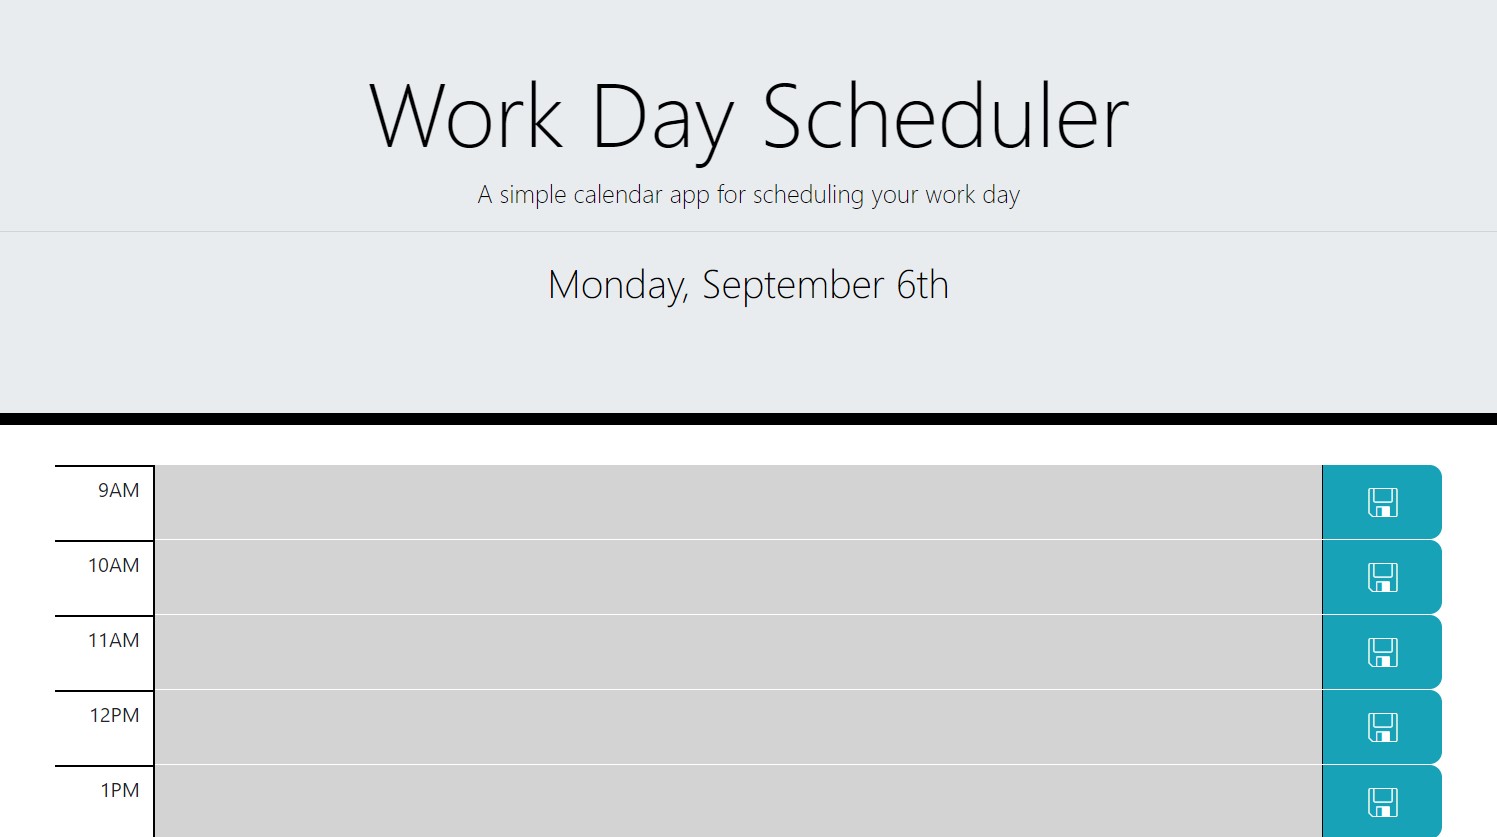 Work Day Scheduler
A simple calendar app for scheduling your work day
Monday, September 6th
9AM
10AM
11AM
12PM
1PM